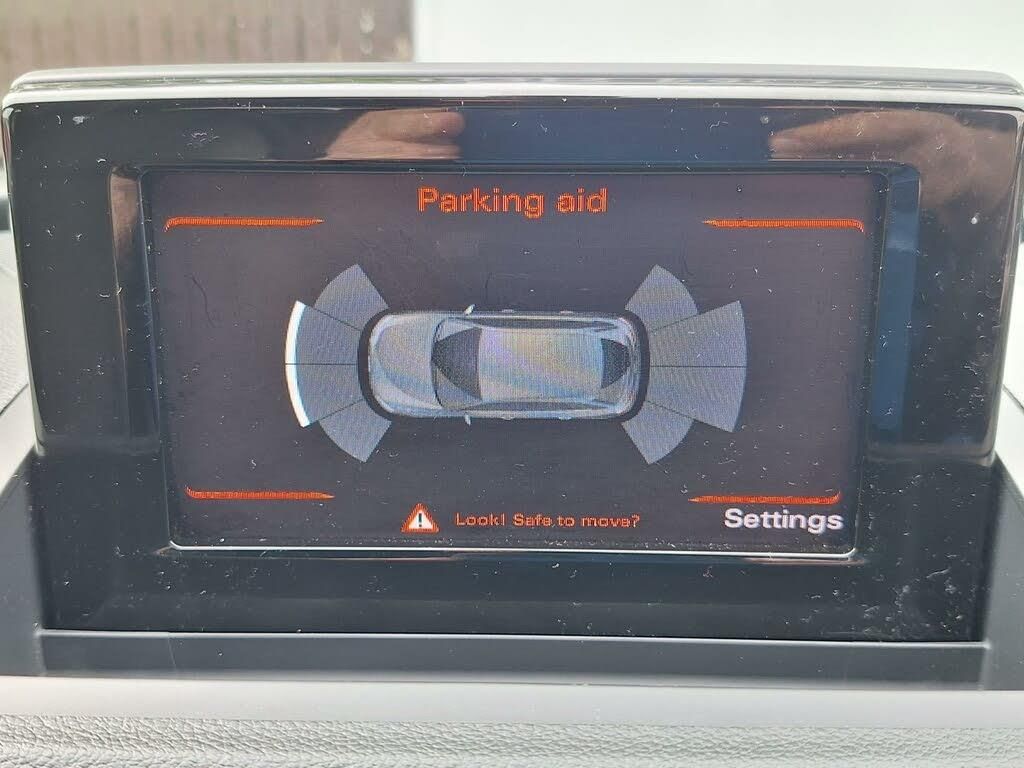 Parking aid
Look! Safe to move?
Settings